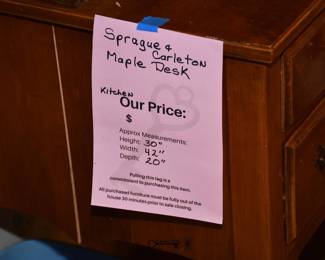 Sprague &
Carleton
Maple Desk
Kitchen
Our Price:
$
Approx Measurements:
Height: 30"
Width: 42"
Depth: 20"
Pulling this tag is a
commitment to purchasing this item.
All purchased furniture must be fully out of the
house 30 minutes prior to sale closing.